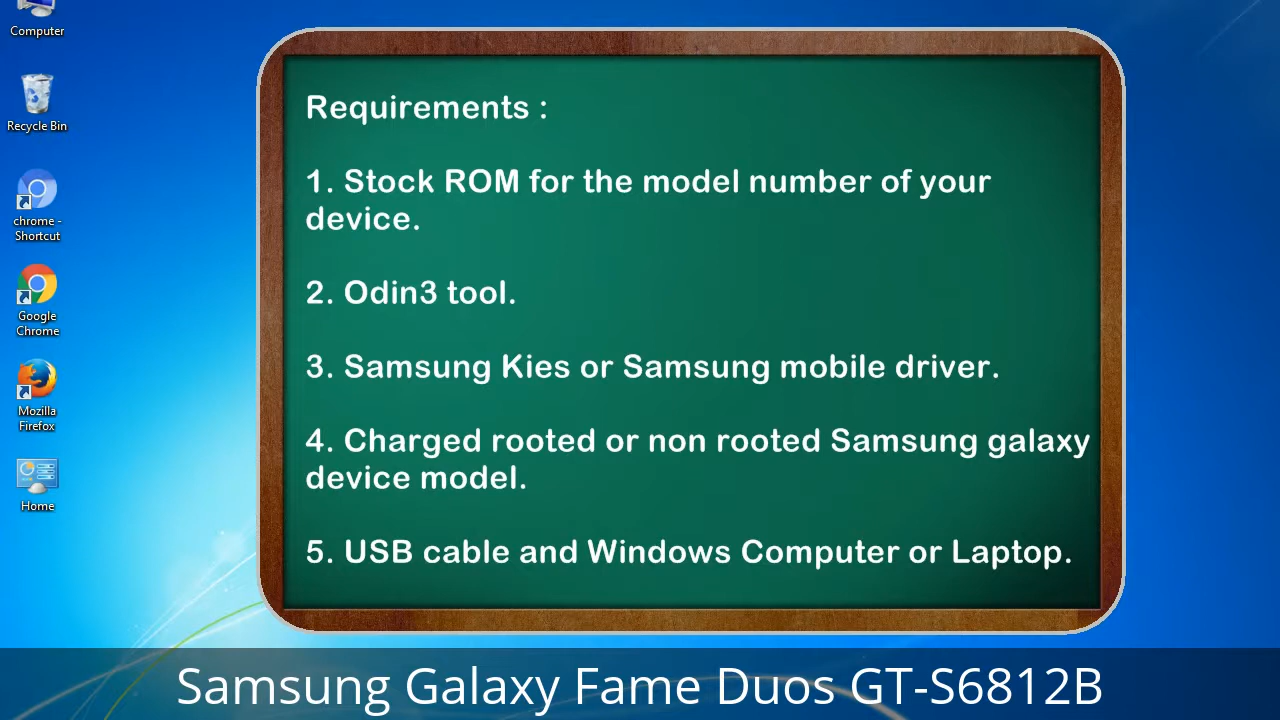 Computer
Recycle Bin
chrome -
Shortcut
Google
Chrome
Mozilla
Firefox
Home
Requirements :
1. Stock ROM for the model number of your
device.
2. Odin3 tool.
3. Samsung Kies or Samsung mobile driver.
4. Charged rooted or non rooted Samsung galaxy
device model.
5. USB cable and Windows Computer or Laptop.
Samsung Galaxy Fame Duos GT-S6812B